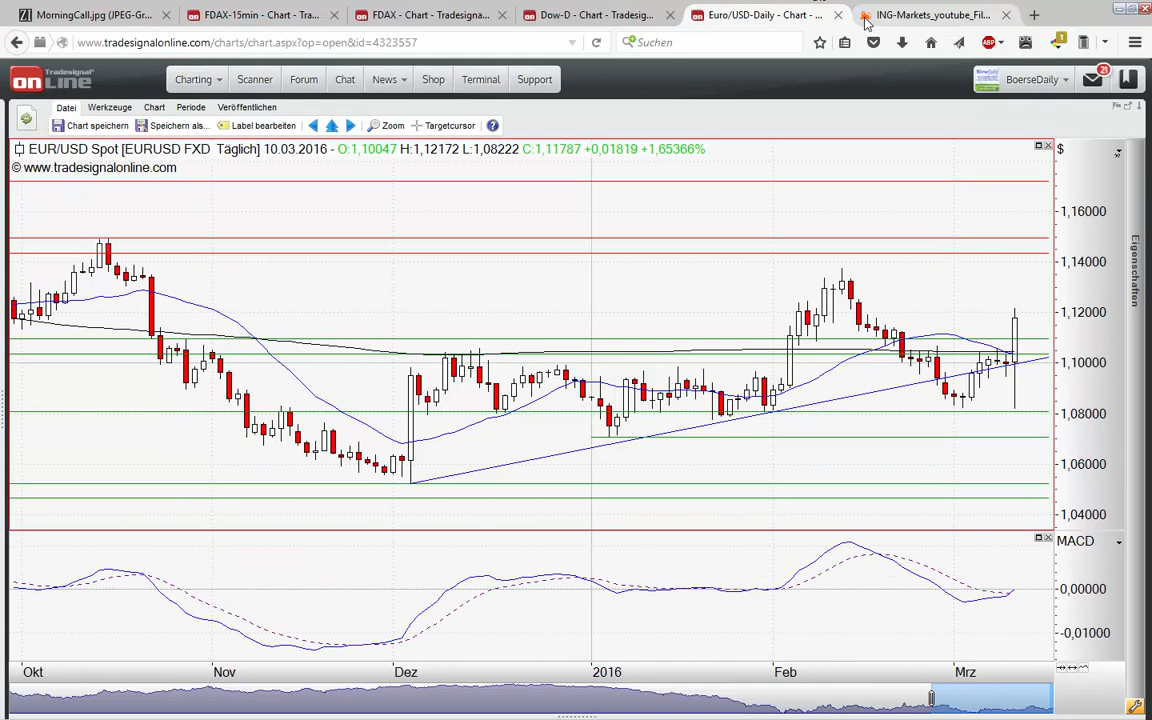 MorningCall.jpg (JPEG-Gr...
FDAX-15min - Chart - Tra...
FDAX - Chart - Tradesigna...
Dow-D - Chart - Tradesig...
Euro/USD-Daily - Chart - ...
ING-Markets_youtube_Fil...
www.tradesignalonline.com/charts/chart.aspx?op=open&id=4323557
Suchen
ABP
1
Tradesignal
on LINE
Charting
Scanner
Forum
Chat
News
Shop
Terminal
Support
BoerseDaily
21
Datei
Werkzeuge
Chart
Periode
Veröffentlichen
Chart speichern
Speichern als...
Label bearbeiten
Zoom
Targetcursor
EUR/USD Spot [EURUSD FXD Täglich] 10.03.2016 - O:1,10047 H:1,12172 L:1,08222 C:1,11787 +0,01819 +1,65366%
© www.tradesignalonline.com
$
1,16000
1,14000
1,12000
1,10000
1,08000
1,06000
1,04000
Eigenschaften
MACD
0,00000
-0,01000
Okt
Nov
Dez
2016
Feb
Mrz